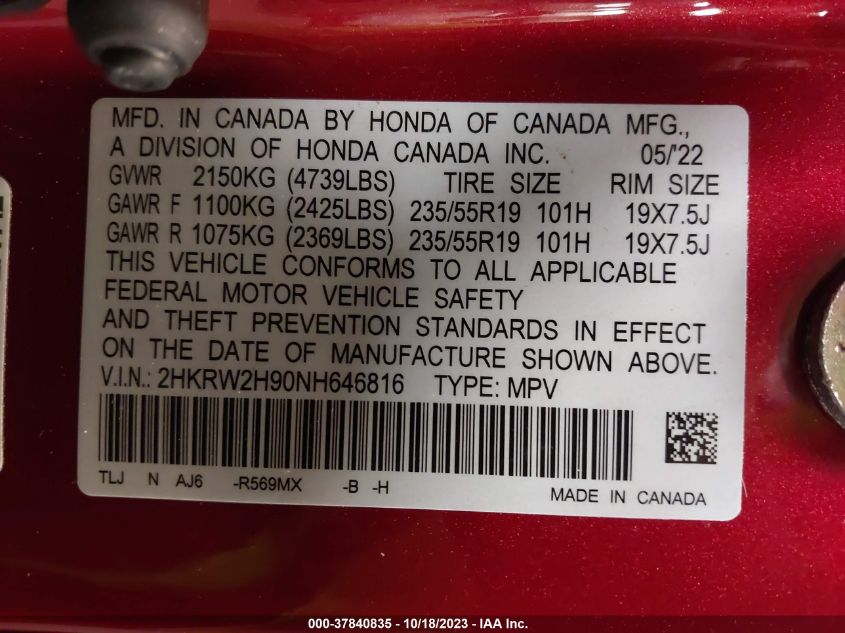 MFD. IN CANADA BY HONDA OF CANADA MFG.,
A DIVISION OF HONDA CANADA INC. 05/'22
GVWR 2150KG (4739LBS) TIRE SIZE RIM SIZE
GAWR F 1100KG (2425LBS) 235/55R19 101H 19X7.5J
GAWR R 1075KG (2369LBS) 235/55R19 101H 19X7.5J
THIS VEHICLE CONFORMS TO ALL APPLICABLE
FEDERAL MOTOR VEHICLE SAFETY
AND THEFT PREVENTION STANDARDS IN EFFECT
ON THE DATE OF MANUFACTURE SHOWN ABOVE.
V.I.N.: 2HKRW2H90NH646816 TYPE: MPV
TLJ N AJ6 -R569MX -B -H
MADE IN CANADA
000-37840835 - 10/18/2023 - IAA Inc.